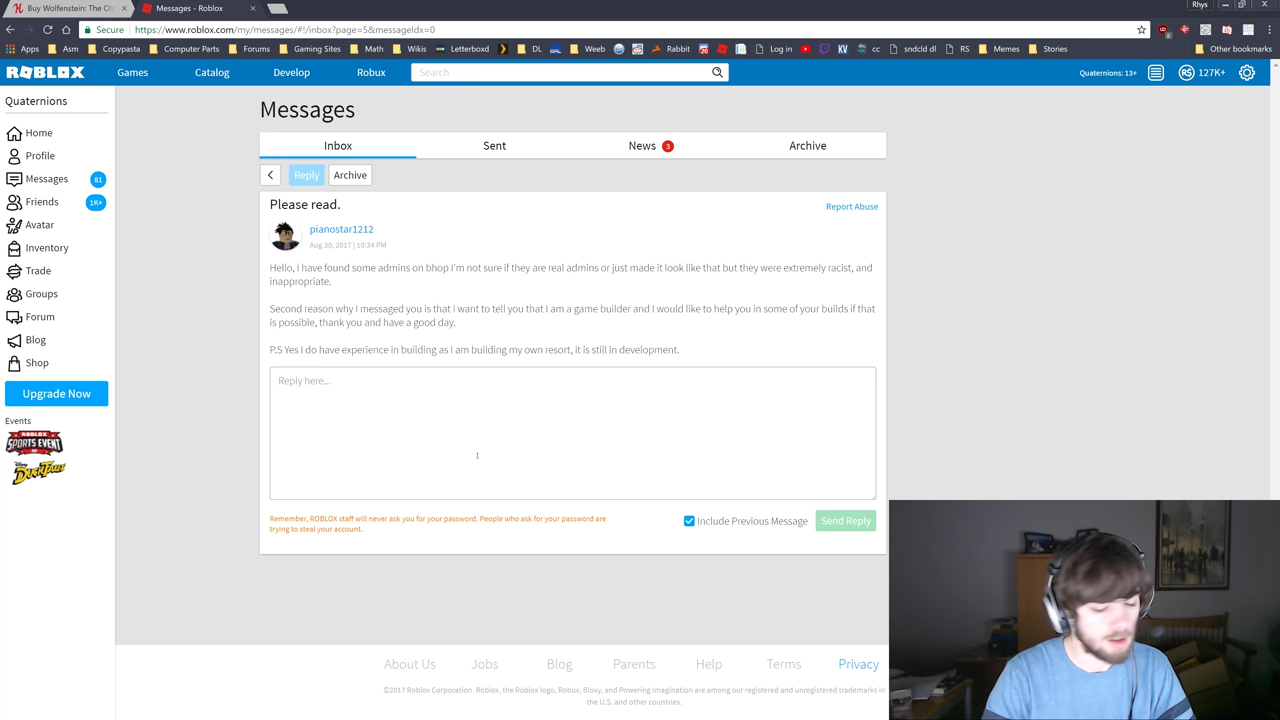 Buy Wolfenstein: The Old
Messages - Roblox
Rhys
Secure
https://www.roblox.com/my/messages/#!/inbox?page=5&messageIdx=0
Apps
Asm
Copypasta
Computer Parts
Forums
Gaming Sites
Math
Wikis
Letterboxd
DL
Weeb
Rabbit
Log in
KV
cc
sndcld dl
RS
Memes
Stories
Other bookmarks
ROBLOX
Games
Catalog
Develop
Robux
Search
Quaternions: 13+
127K+
Quaternions
Home
Profile
Messages 81
Friends 1K+
Avatar
Inventory
Trade
Groups
Forum
Blog
Shop
Upgrade Now
Events
ROBLOX
SPORTS EVENT
DUCKTALES
Messages
Inbox
Sent
News 3
Archive
Reply
Archive
Please read.
Report Abuse
pianostar1212
Aug 30, 2017 | 10:34 PM
Hello, I have found some admins on bhop I'm not sure if they are real admins or just made it look like that but they were extremely racist, and
inappropriate.
Second reason why I messaged you is that I want to tell you that I am a game builder and I would like to help you in some of your builds if that
is possible, thank you and have a good day.
P.S Yes I do have experience in building as I am building my own resort, it is still in development.
Reply here...
Remember, ROBLOX staff will never ask you for your password. People who ask for your password are
trying to steal your account.
Include Previous Message
Send Reply
About Us
Jobs
Blog
Parents
Help
Terms
Privacy
©2017 Roblox Corporation. Roblox, the Roblox logo, Robux, Bloxy, and Powering Imagination are among our registered and unregistered trademarks in
the U.S. and other countries.